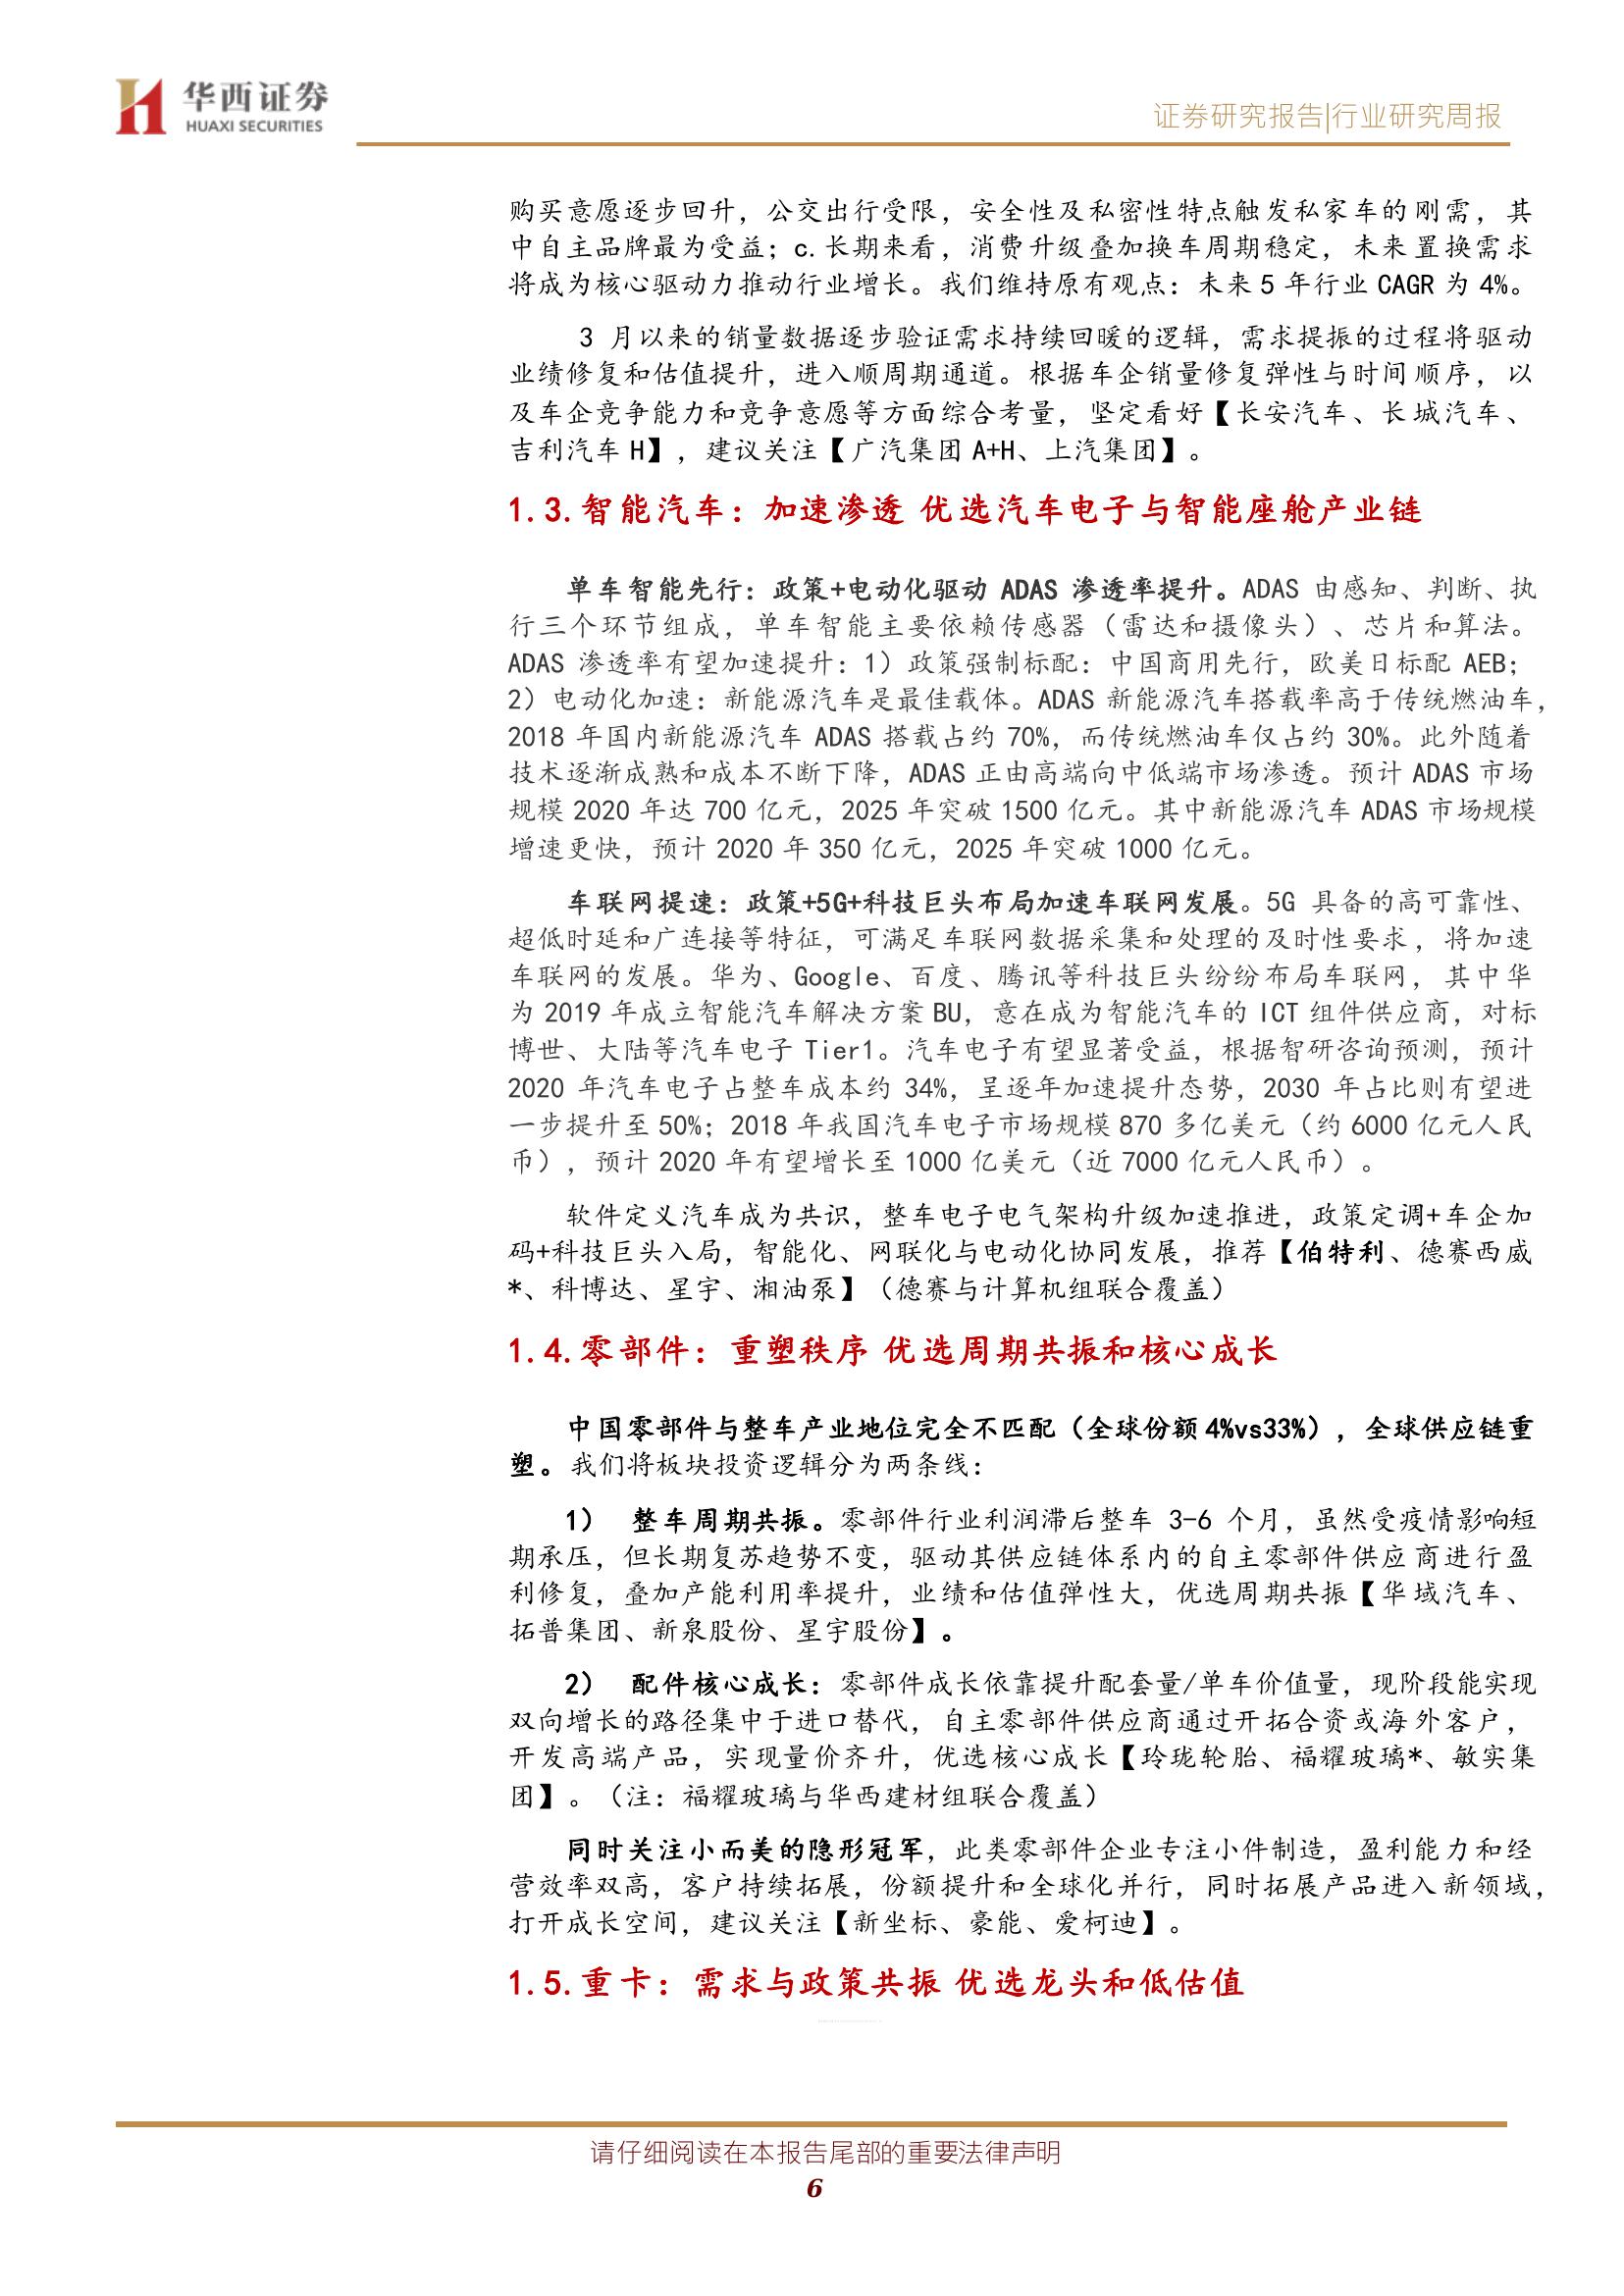 华西证券
HUAXI SECURITIES
证券研究报告|行业研究周报
购买意愿逐步回升，公交出行受限，安全性及私密性特点触发私家车的刚需，其
中自主品牌最为受益；c.长期来看，消费升级叠加换车周期稳定，未来置换需求
将成为核心驱动力推动行业增长。我们维持原有观点：未来 5 年行业 CAGR 为 4%。
3 月以来的销量数据逐步验证需求持续回暖的逻辑，需求提振的过程将驱动
业绩修复和估值提升，进入顺周期通道。根据车企销量修复弹性与时间顺序，以
及车企竞争能力和竞争意愿等方面综合考量，坚定看好【长安汽车、长城汽车、
吉利汽车 H】，建议关注【广汽集团 A+H、上汽集团】。
1.3.智能汽车：加速渗透 优选汽车电子与智能座舱产业链
单车智能先行：政策+电动化驱动 ADAS 渗透率提升。ADAS 由感知、判断、执
行三个环节组成，单车智能主要依赖传感器（雷达和摄像头）、芯片和算法。
ADAS 渗透率有望加速提升：1）政策强制标配：中国商用先行，欧美日标配 AEB；
2）电动化加速：新能源汽车是最佳载体。ADAS 新能源汽车搭载率高于传统燃油车，
2018 年国内新能源汽车 ADAS 搭载占约 70%，而传统燃油车仅占约 30%。此外随着
技术逐渐成熟和成本不断下降，ADAS 正由高端向中低端市场渗透。预计 ADAS 市场
规模 2020 年达 700 亿元，2025 年突破 1500 亿元。其中新能源汽车 ADAS 市场规模
增速更快，预计 2020 年 350 亿元，2025 年突破 1000 亿元。
车联网提速：政策+5G+科技巨头布局加速车联网发展。5G 具备的高可靠性、
超低时延和广连接等特征，可满足车联网数据采集和处理的及时性要求，将加速
车联网的发展。华为、Google、百度、腾讯等科技巨头纷纷布局车联网，其中华
为 2019 年成立智能汽车解决方案 BU，意在成为智能汽车的 ICT 组件供应商，对标
博世、大陆等汽车电子 Tier1。汽车电子有望显著受益，根据智研咨询预测，预计
2020 年汽车电子占整车成本约 34%，呈逐年加速提升态势，2030 年占比则有望进
一步提升至 50%；2018 年我国汽车电子市场规模 870 多亿美元（约 6000 亿元人民
币），预计 2020 年有望增长至 1000 亿美元（近 7000 亿元人民币）。
软件定义汽车成为共识，整车电子电气架构升级加速推进，政策定调+车企加
码+科技巨头入局，智能化、网联化与电动化协同发展，推荐【伯特利、德赛西威
*、科博达、星宇、湘油泵】（德赛与计算机组联合覆盖）
1.4.零部件：重塑秩序 优选周期共振和核心成长
中国零部件与整车产业地位完全不匹配（全球份额 4%vs33%），全球供应链重
塑。我们将板块投资逻辑分为两条线：
1） 整车周期共振。零部件行业利润滞后整车 3-6 个月，虽然受疫情影响短
期承压，但长期复苏趋势不变，驱动其供应链体系内的自主零部件供应商进行盈
利修复，叠加产能利用率提升，业绩和估值弹性大，优选周期共振【华域汽车、
拓普集团、新泉股份、星宇股份】。
2） 配件核心成长：零部件成长依靠提升配套量/单车价值量，现阶段能实现
双向增长的路径集中于进口替代，自主零部件供应商通过开拓合资或海外客户，
开发高端产品，实现量价齐升，优选核心成长【玲珑轮胎、福耀玻璃*、敏实集
团】。（注：福耀玻璃与华西建材组联合覆盖）
同时关注小而美的隐形冠军，此类零部件企业专注小件制造，盈利能力和经
营效率双高，客户持续拓展，份额提升和全球化并行，同时拓展产品进入新领域，
打开成长空间，建议关注【新坐标、豪能、爱柯迪】。
1.5.重卡：需求与政策共振 优选龙头和低估值
请仔细阅读在本报告尾部的重要法律声明
6